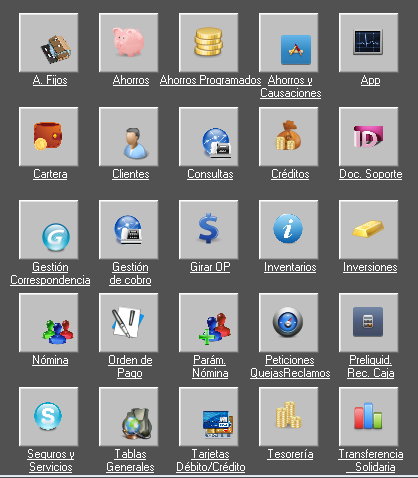 A. Fijos
Ahorros
Ahorros Programados
Ahorros y
Causaciones
App
Cartera
Clientes
Consultas
Créditos
iD
Doc. Soporte
Gestión
Correspondencia
Gestión
de cobro
Girar OP
Inventarios
Inversiones
Nómina
Orden de
Pago
Parám.
Nómina
Peticiones
QuejasReclamos
Preliquid.
Rec. Caja
Seguros y
Servicios
Tablas
Generales
Tarjetas
Débito/Crédito
Tesorería
Transferencia
Solidaria